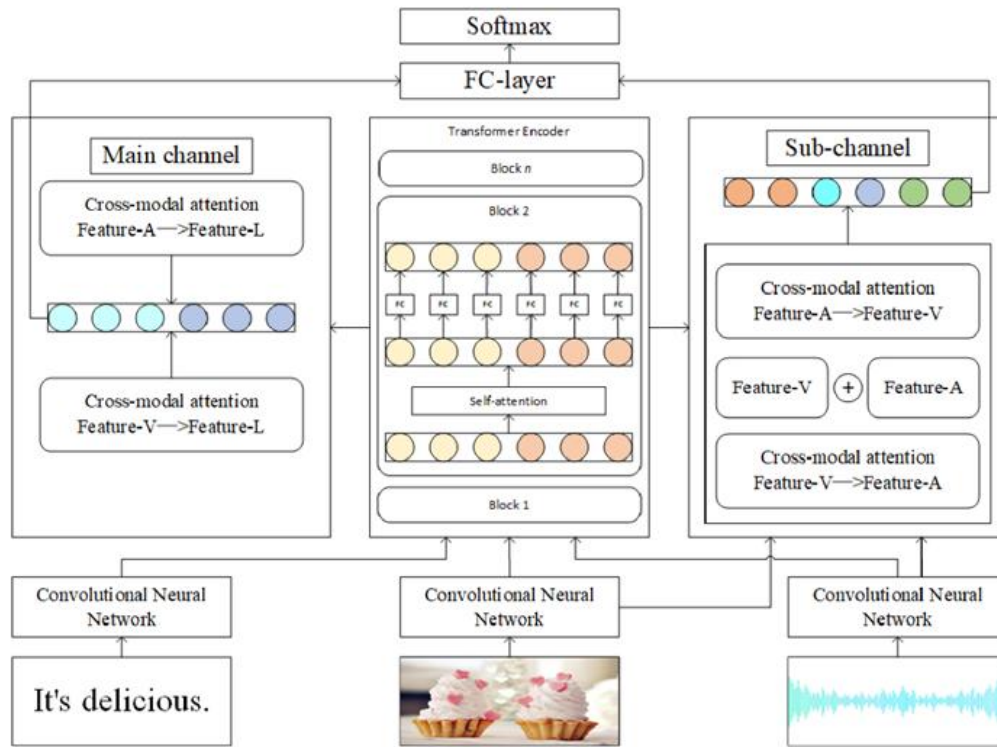 Softmax
FC-layer
Main channel
Cross-modal attention
Feature-A—>Feature-L
Cross-modal attention
Feature-V—>Feature-L
Transformer Encoder
Block n
Block 2
FC FC FC FC FC FC
Self-attention
Block 1
Sub-channel
Cross-modal attention
Feature-A—>Feature-V
Feature-V + Feature-A
Cross-modal attention
Feature-V—>Feature-A
Convolutional Neural
Network
Convolutional Neural
Network
Convolutional Neural
Network
It's delicious.